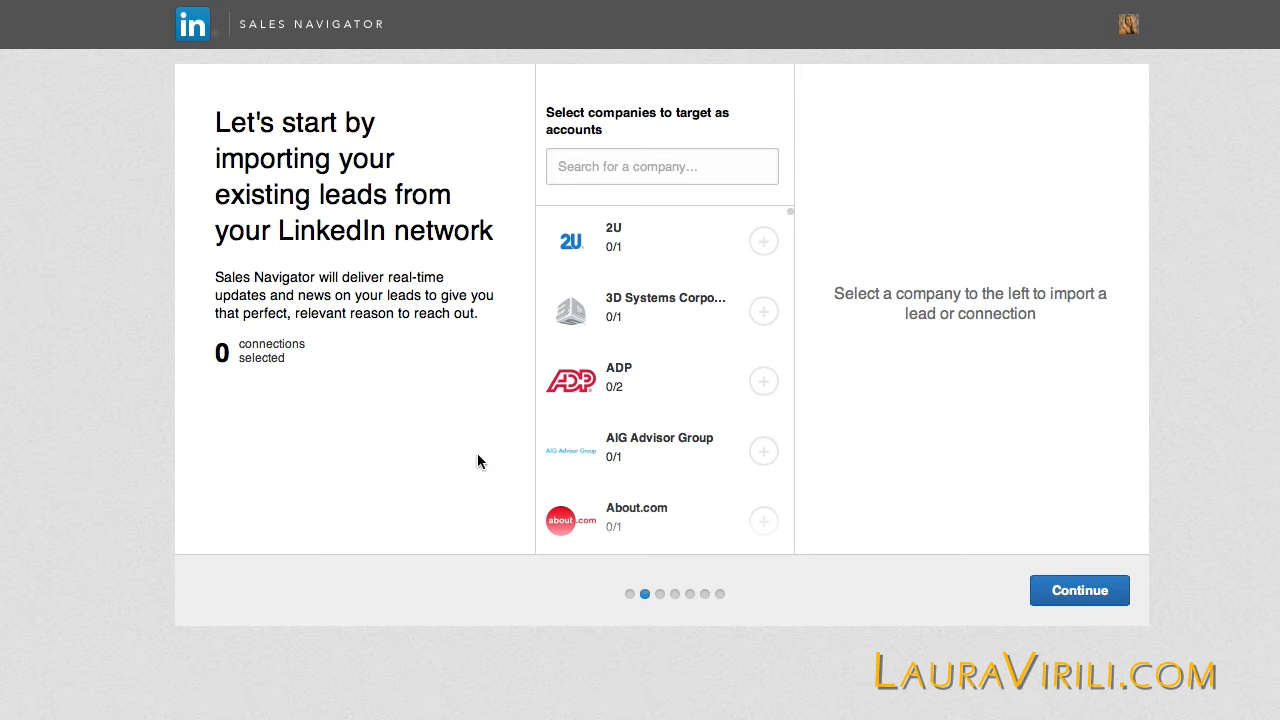 in SALES NAVIGATOR
Let's start by
importing your
existing leads from
your LinkedIn network
Sales Navigator will deliver real-time
updates and news on your leads to give you
that perfect, relevant reason to reach out.
0 connections
selected
Select companies to target as
accounts
Search for a company...
2U
2U
0/1
3D Systems Corpo...
0/1
ADP
ADP
0/2
AIG Advisor Group
AIG Advisor Group
0/1
about.com
About.com
0/1
Select a company to the left to import a
lead or connection
Continue
LAURAVIRILI.COM